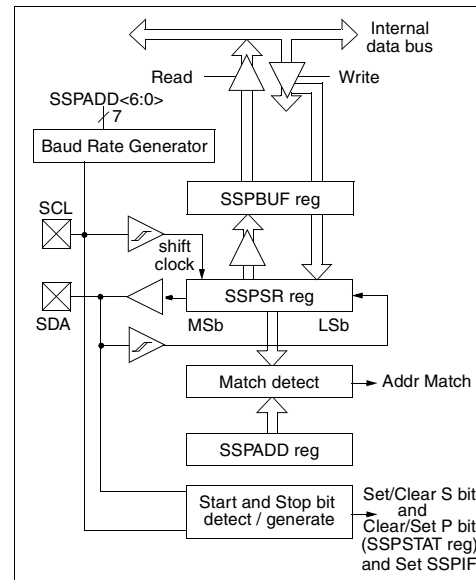 Internal
data bus
Read
Write
SSPADD<6:0>
7
Baud Rate Generator
SSPBUF reg
SCL
shift
clock
SSPSR reg
SDA
MSb
LSb
Match detect
Addr Match
SSPADD reg
Start and Stop bit
detect / generate
Set/Clear S bit
and
Clear/Set P bit
(SSPSTAT reg)
and Set SSPIF